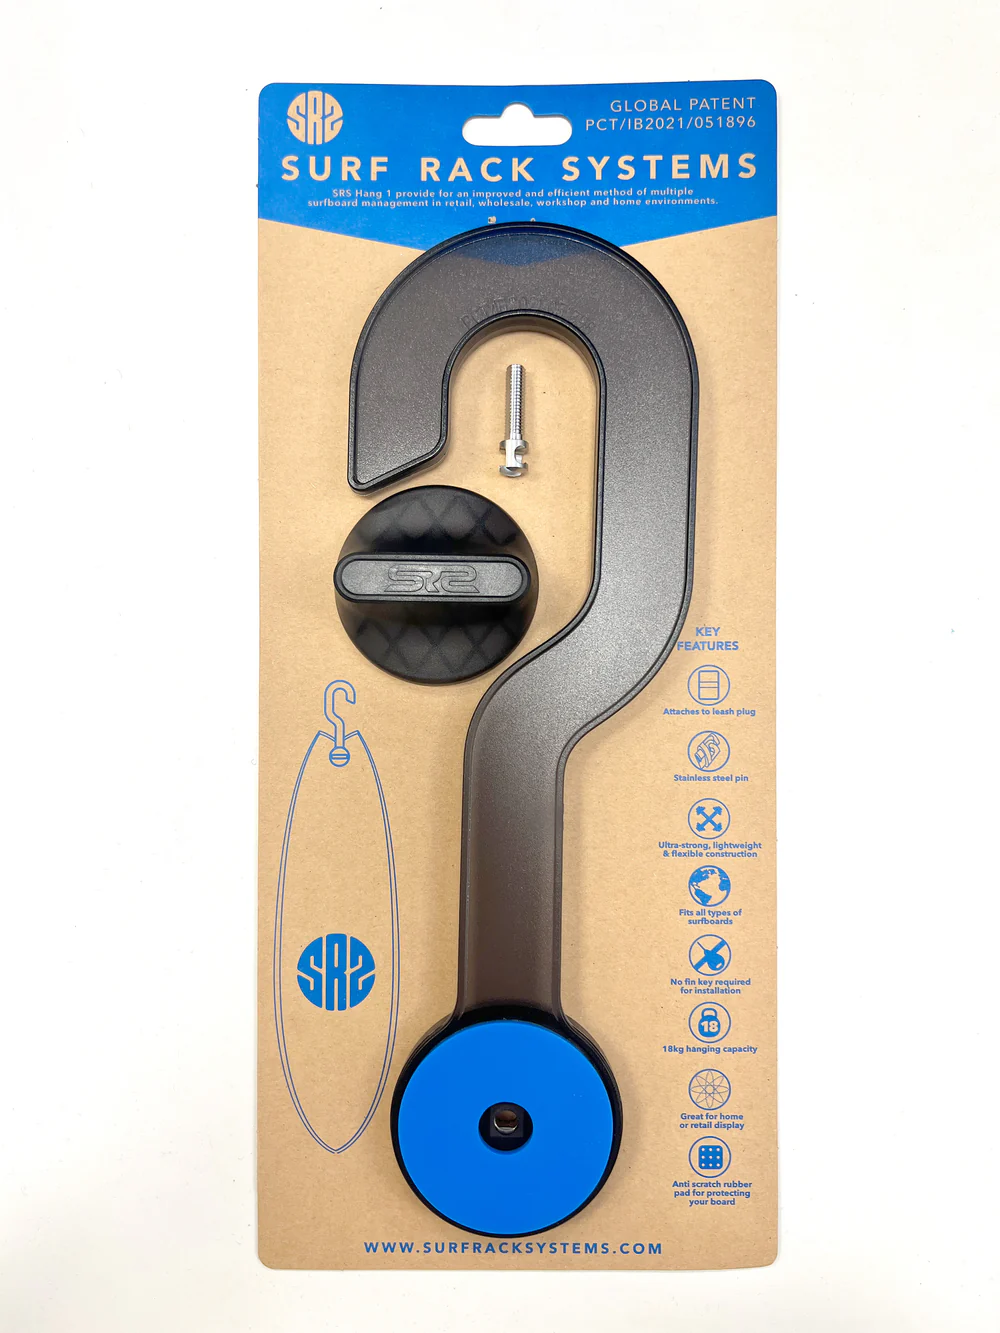 SRS
GLOBAL PATENT
PCT/IB2021/051896
SURF RACK SYSTEMS
SRS Hang 1 provide for an improved and efficient method of multiple
surfboard management in retail, wholesale, workshop and home environments.
SRS
KEY
FEATURES
Attaches to leash plug
Stainless steel pin
Ultra-strong, lightweight
& flexible construction
Fits all types of
surfboards
SRS
No fin key required
for installation
18
18kg hanging capacity
Great for home
or retail display
Anti scratch rubber
pad for protecting
your board
WWW.SURFRACKSYSTEMS.COM